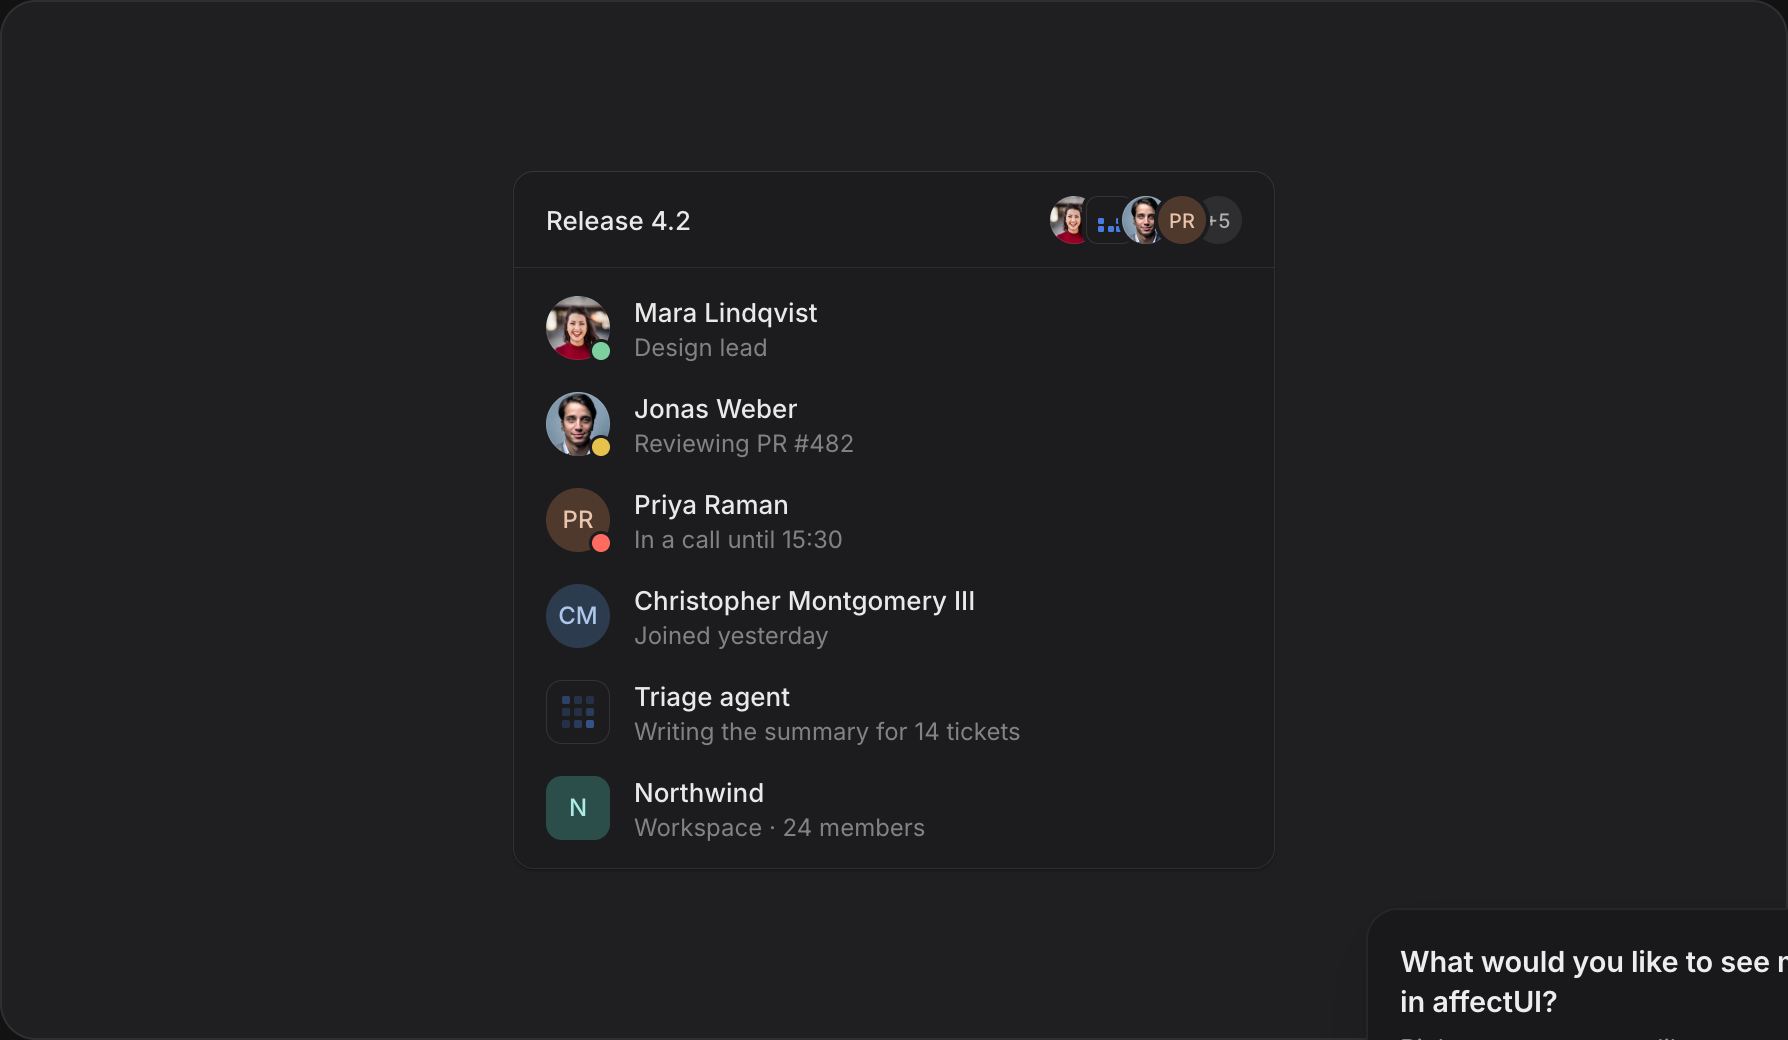 Release 4.2
PR
+5
Mara Lindqvist
Design lead
Jonas Weber
Reviewing PR #482
PR
Priya Raman
In a call until 15:30
CM
Christopher Montgomery III
Joined yesterday
Triage agent
Writing the summary for 14 tickets
N
Northwind
Workspace · 24 members
What would you like to see
in affectUI?